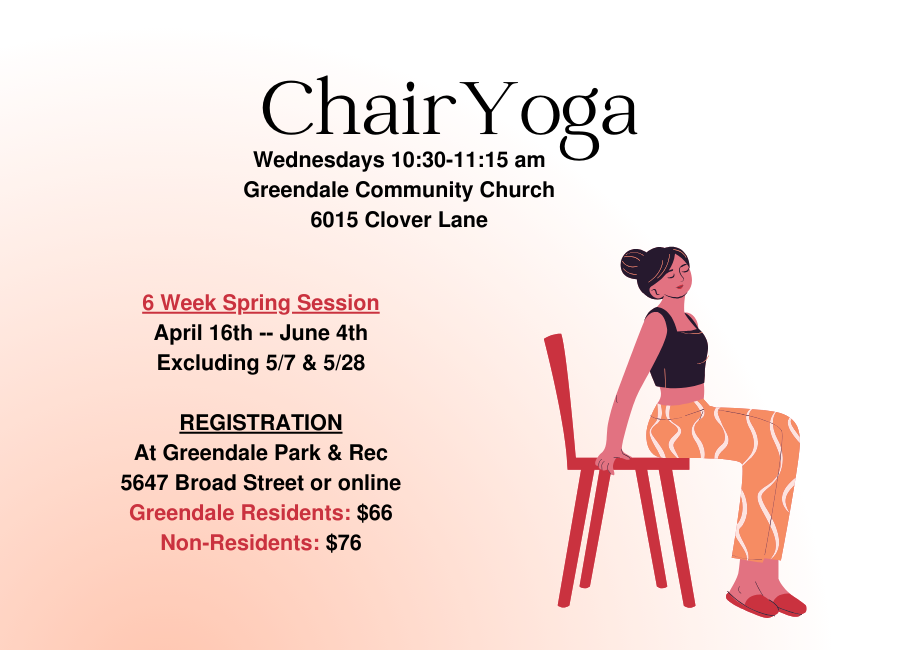 Chair Yoga
Wednesdays 10:30-11:15 am
Greendale Community Church
6015 Clover Lane
6 Week Spring Session
April 16th -- June 4th
Excluding 5/7 & 5/28
REGISTRATION
At Greendale Park & Rec
5647 Broad Street or online
Greendale Residents: $66
Non-Residents: $76